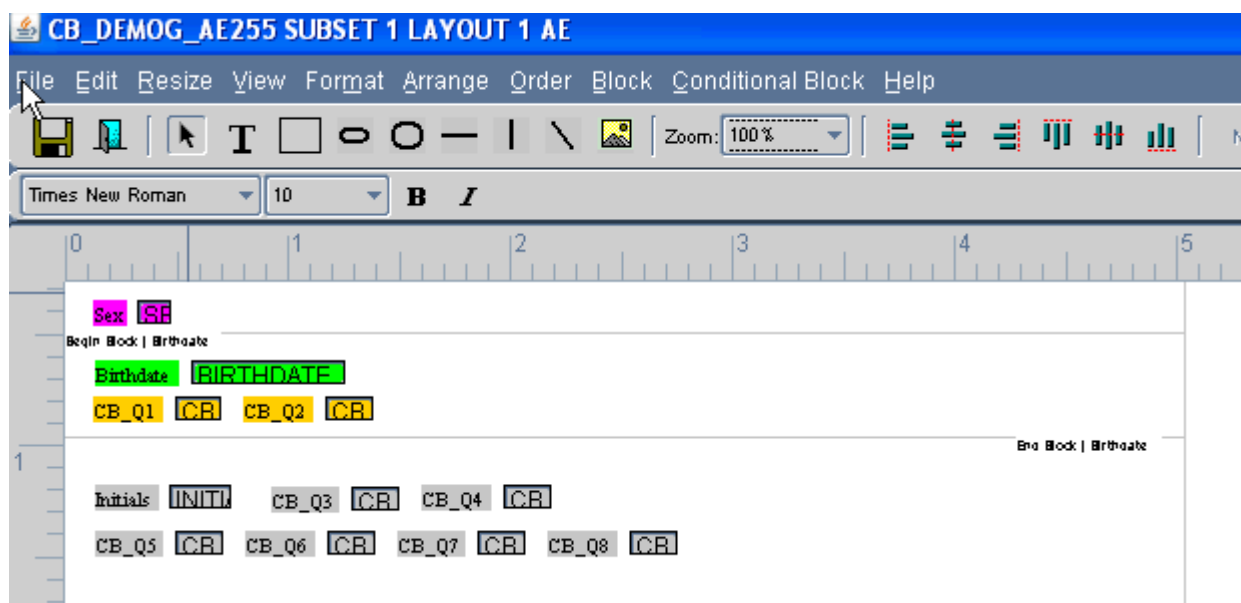 CB_DEMOG_AE255 SUBSET 1 LAYOUT 1 AE
File Edit Resize View Format Arrange Order Block Conditional Block Help
T Zoom: 100%
Times New Roman 10 B I
0 1 2 3 4 5
Sex SE
Begin Block | Birthdate
Birthdate BIRTHDATE
CB_Q1 CB CB_Q2 CB
End Block | Birthdate
1
Initials INITI CB_Q3 CB CB_Q4 CB
CB_Q5 CB CB_Q6 CB CB_Q7 CB CB_Q8 CB